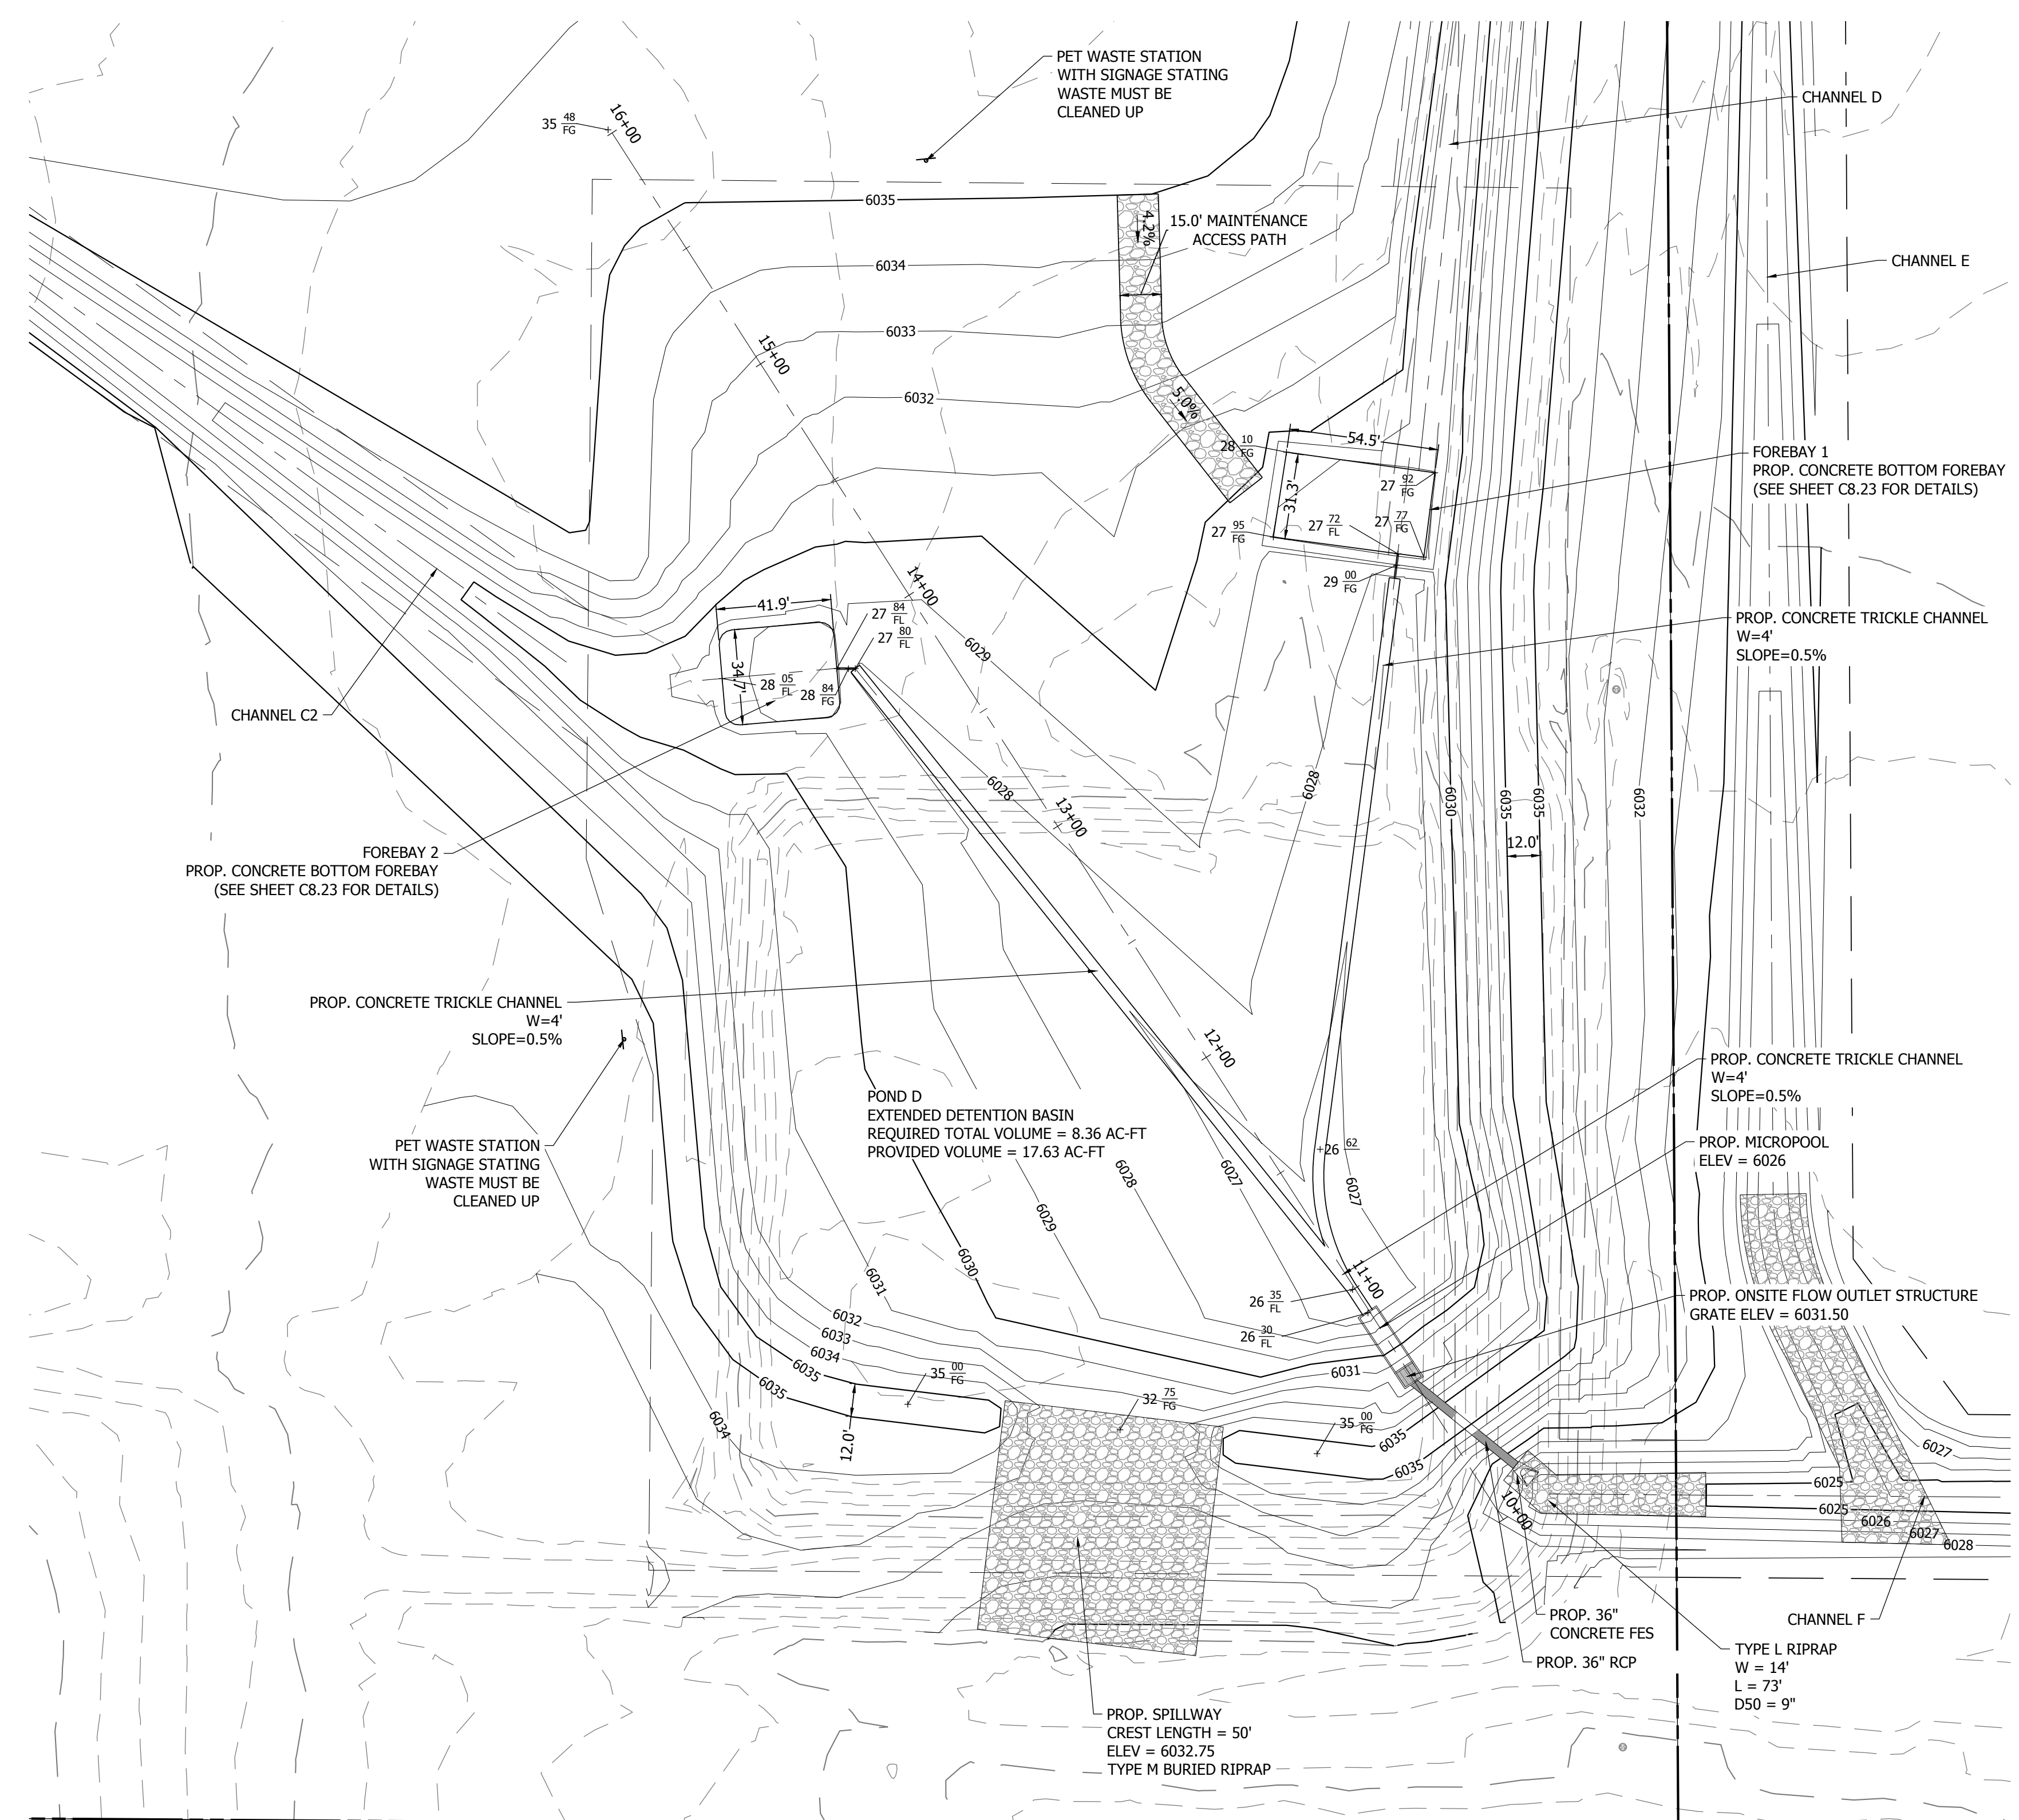 PET WASTE STATION
WITH SIGNAGE STATING
WASTE MUST BE
CLEANED UP
CHANNEL D
35 48
FG
16+00
6035
4.2%
15.0' MAINTENANCE
ACCESS PATH
CHANNEL E
6034
6033
15+00
6032
5.0%
54.5'
28 10
FG
31.3'
27 92
FG
27 72
FL
27 77
FG
27 95
FG
29 00
FG
FOREBAY 1
PROP. CONCRETE BOTTOM FOREBAY
(SEE SHEET C8.23 FOR DETAILS)
14+00
41.9'
27 84
FL
27 80
FL
6029
34.7'
28 05
FL
28 84
FG
PROP. CONCRETE TRICKLE CHANNEL
W=4'
SLOPE=0.5%
CHANNEL C2
6028
6028
13+00
6030
6035
6035
6032
12.0'
FOREBAY 2
PROP. CONCRETE BOTTOM FOREBAY
(SEE SHEET C8.23 FOR DETAILS)
PROP. CONCRETE TRICKLE CHANNEL
W=4'
SLOPE=0.5%
12+00
PROP. CONCRETE TRICKLE CHANNEL
W=4'
SLOPE=0.5%
POND D
EXTENDED DETENTION BASIN
REQUIRED TOTAL VOLUME = 8.36 AC-FT
PROVIDED VOLUME = 17.63 AC-FT
PET WASTE STATION
WITH SIGNAGE STATING
WASTE MUST BE
CLEANED UP
26 62
PROP. MICROPOOL
ELEV = 6026
6028
6027
6027
6029
6030
6031
11+00
26 35
FL
26 30
FL
PROP. ONSITE FLOW OUTLET STRUCTURE
GRATE ELEV = 6031.50
6032
6033
6034
6035
6035
6034
12.0'
35 00
FG
32 75
FG
6031
35 00
FG
6035
6035
10+00
6027
6025
6025
6026
6027
6028
PROP. 36"
CONCRETE FES
PROP. 36" RCP
CHANNEL F
TYPE L RIPRAP
W = 14'
L = 73'
D50 = 9"
PROP. SPILLWAY
CREST LENGTH = 50'
ELEV = 6032.75
TYPE M BURIED RIPRAP